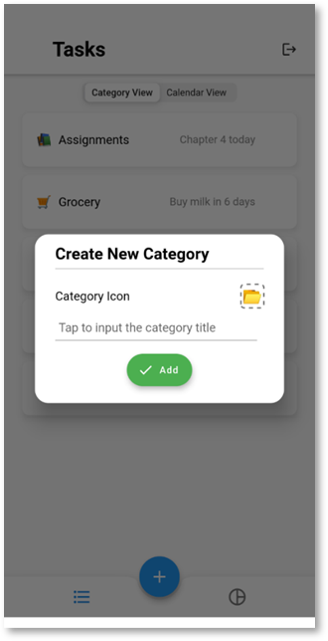 Tasks
Category View Calendar View
Assignments Chapter 4 today
Grocery Buy milk in 6 days
Create New Category
Category Icon
Tap to input the category title
Add